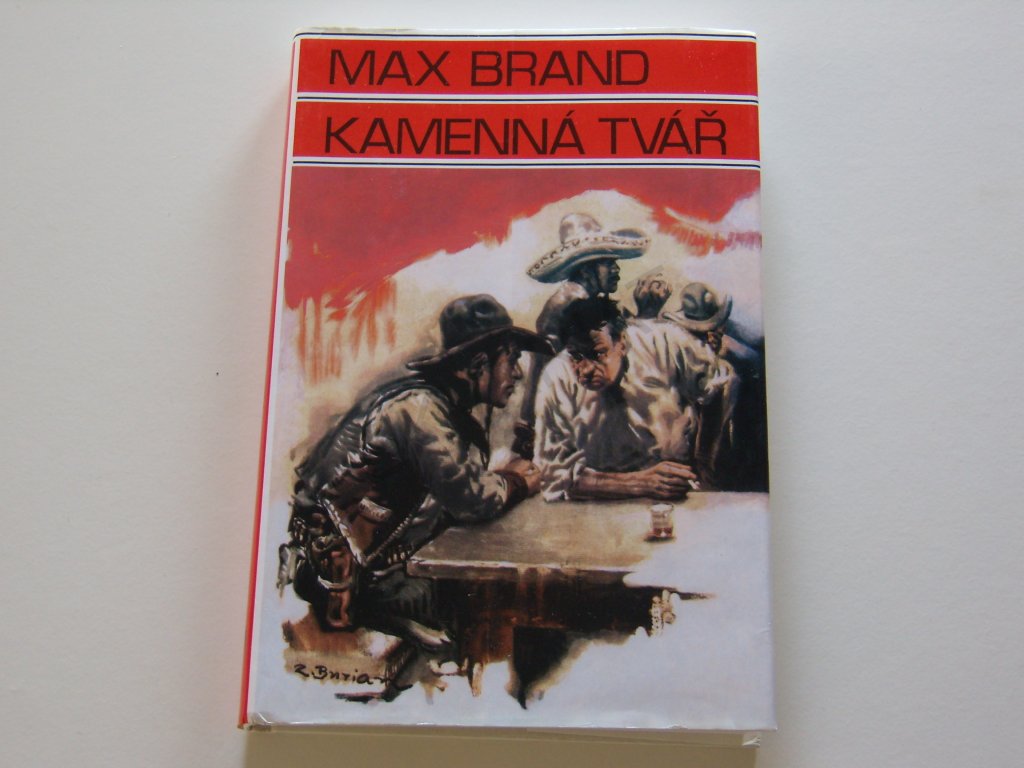 MAX BRAND
KAMENNÁ TVÁŘ
Z. Burian